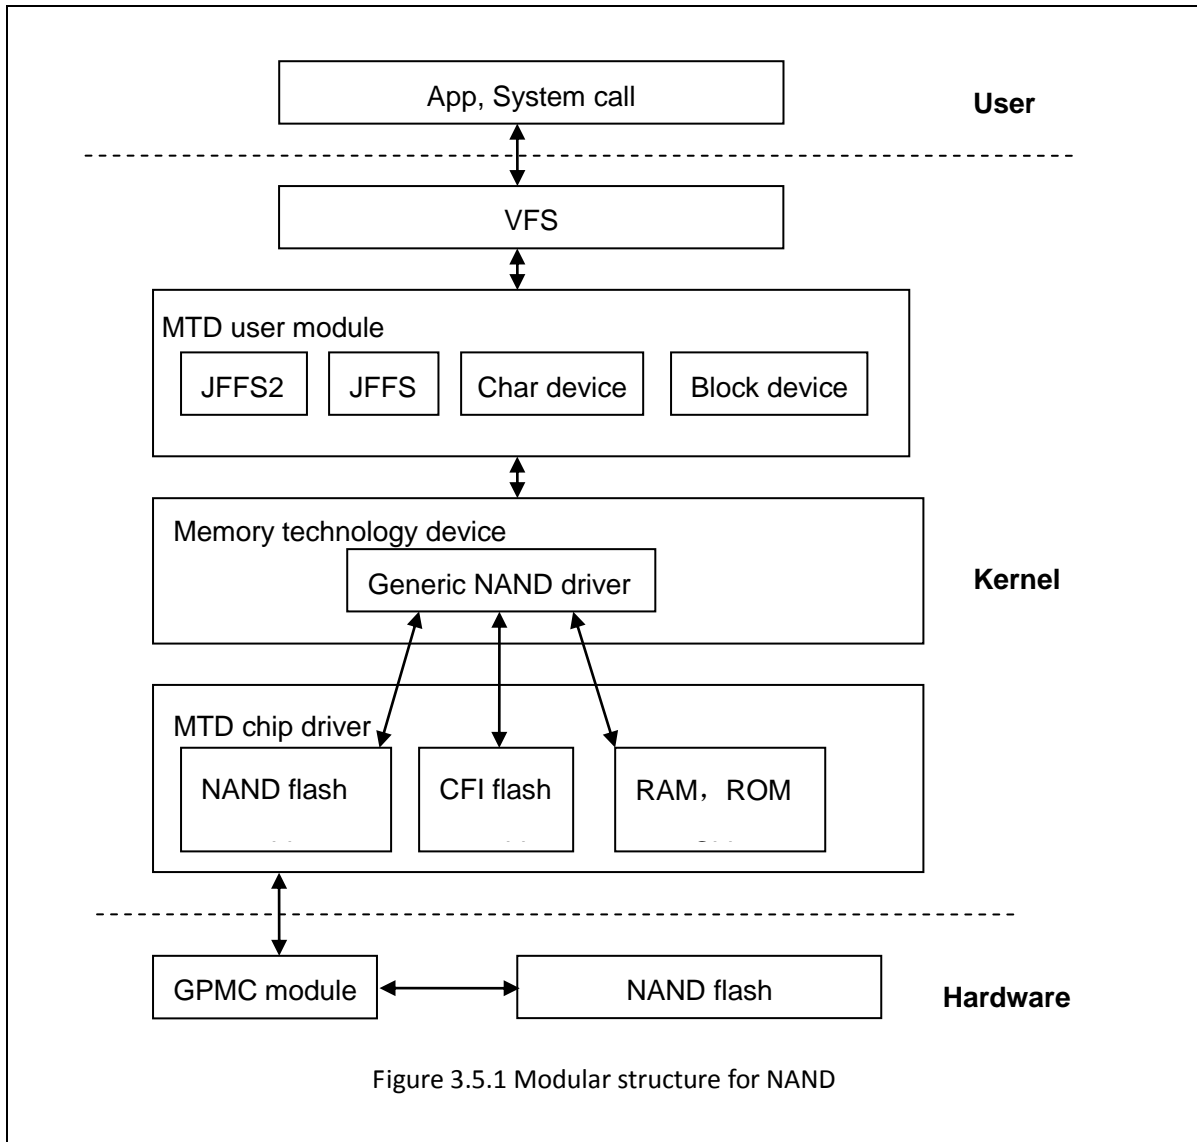 App, System call
User
VFS
MTD user module
JFFS2
JFFS
Char device
Block device
Memory technology device
Generic NAND driver
Kernel
MTD chip driver
NAND flash
CFI flash
RAM，ROM
GPMC module
NAND flash
Hardware
Figure 3.5.1 Modular structure for NAND